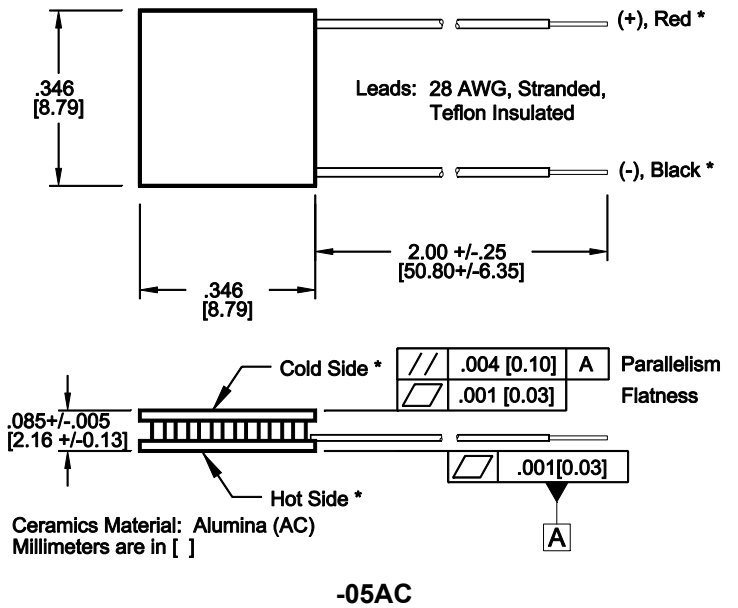 (+), Red *
.346
[8.79]
Leads: 28 AWG, Stranded,
Teflon Insulated
(-), Black *
2.00 +/-.25
[50.80+/-6.35]
.346
[8.79]
Cold Side *
// .004 [0.10] A Parallelism
.001 [0.03] Flatness
.085+/-.005
[2.16 +/-0.13]
.001[0.03]
Hot Side *
A
Ceramics Material: Alumina (AC)
Millimeters are in [ ]
-05AC